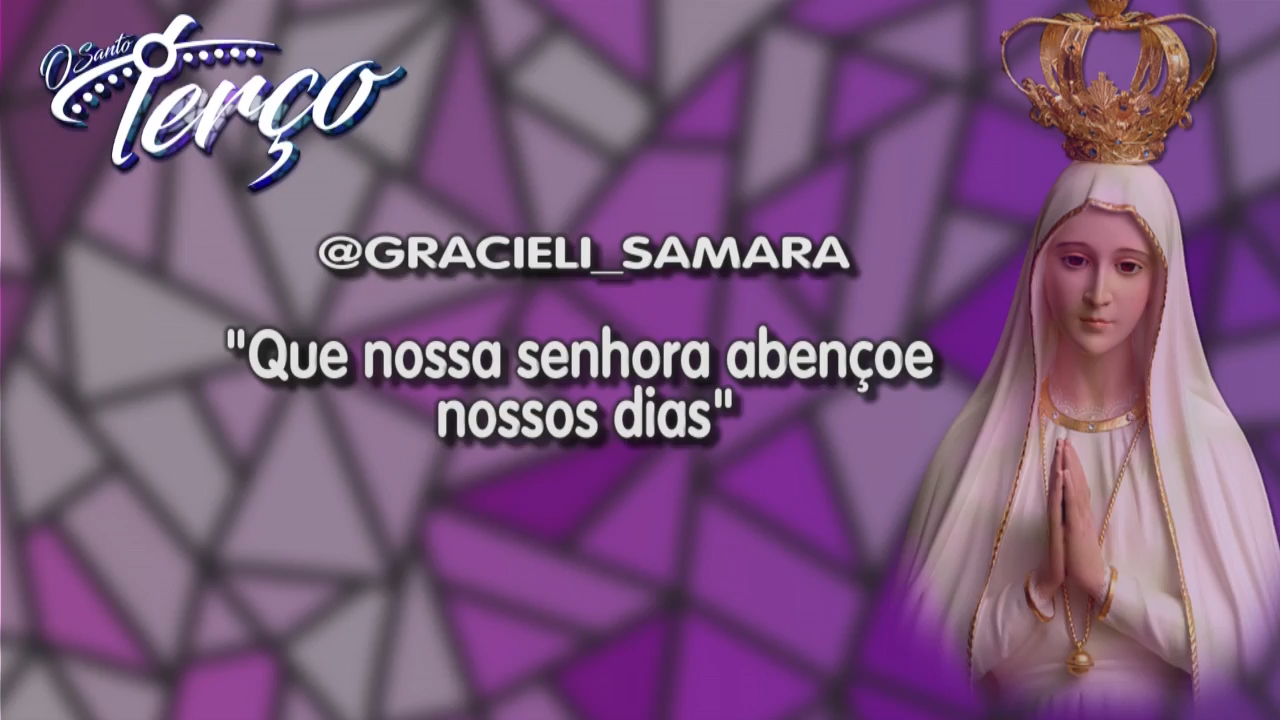 O Santo
Terço
@GRACIELI_SAMARA
"Que nossa senhora abençoe
nossos dias"